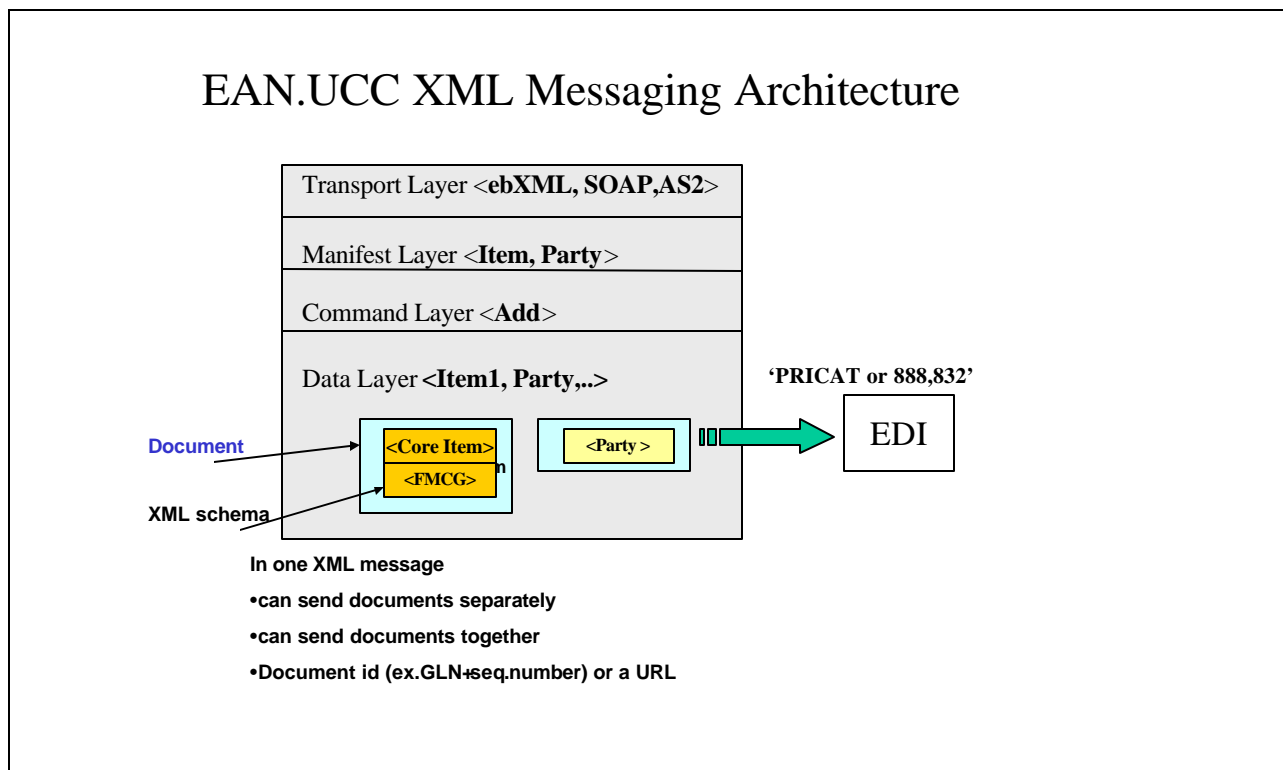 EAN.UCC XML Messaging Architecture
Transport Layer <ebXML, SOAP,AS2>
Manifest Layer <Item, Party>
Command Layer <Add>
Data Layer <Item1, Party,..>
‘PRICAT or 888,832’
Document
<Core Item>
<FMCG>
<Party >
EDI
XML schema
In one XML message
•can send documents separately
•can send documents together
•Document id (ex.GLN+seq.number) or a URL